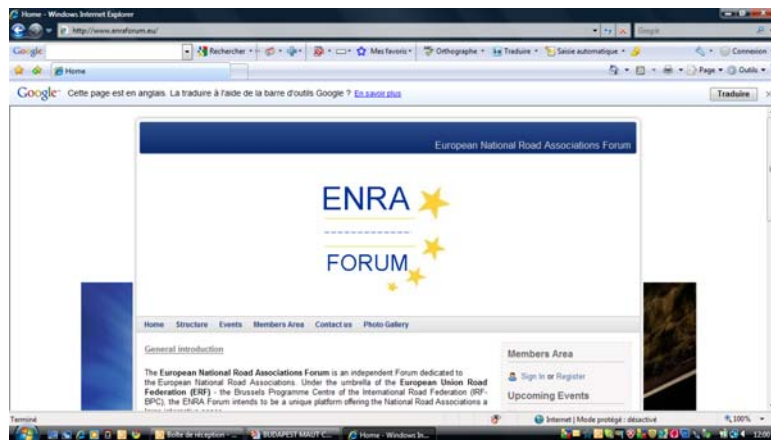 Home - Windows Internet Explorer
http://www.enraforum.eu/
Google
Google
Rechercher
Mes favoris
Orthographe
Traduire
Saisie automatique
Connexion
Home
Page
Outils
Google Cette page est en anglais. La traduire à l'aide de la barre d'outils Google ? En savoir plus
Traduire
European National Road Associations Forum
ENRA
FORUM
Home Structure Events Members Area Contact us Photo Gallery
General introduction
The European National Road Associations Forum is an independent Forum dedicated to
the European National Road Associations. Under the umbrella of the European Union Road
Federation (ERF) - the Brussels Programme Centre of the International Road Federation (IRF-
BPC), the ENRA Forum intends to be a unique platform offering the National Road Associations a
Members Area
Sign In or Register
Upcoming Events
Terminé
Internet | Mode protégé : désactivé
100%
Boîte de réception - ...
BUDAPEST MAUT C...
Home - Windows In...
12:00